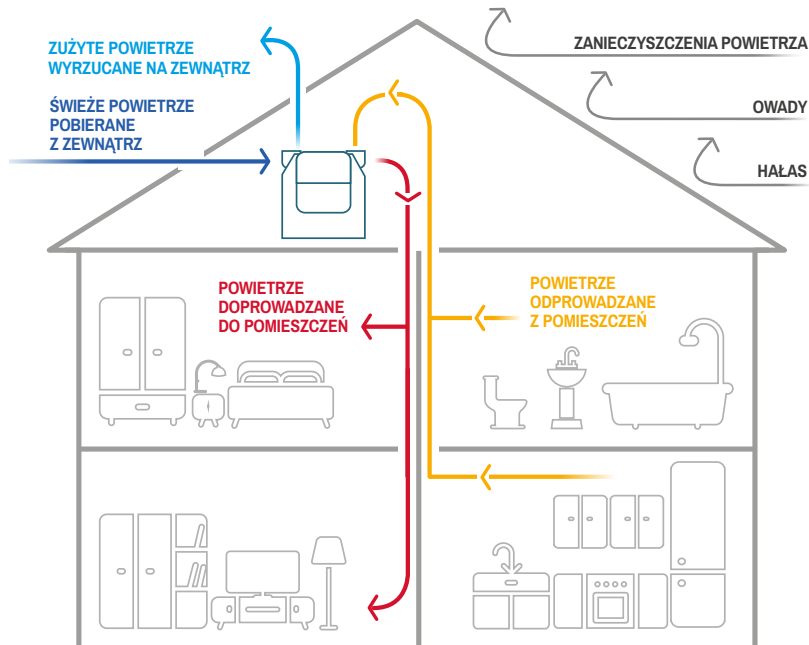 ZUŻYTE POWIETRZE
WYRZUCANE NA ZEWNĄTRZ
ŚWIEŻE POWIETRZE
POBIERANE
Z ZEWNĄTRZ
ZANIECZYSZCZENIA POWIETRZA
OWADY
HAŁAS
POWIETRZE
DOPROWADZANE
DO POMIESZCZEŃ
POWIETRZE
ODPROWADZANE
Z POMIESZCZEŃ